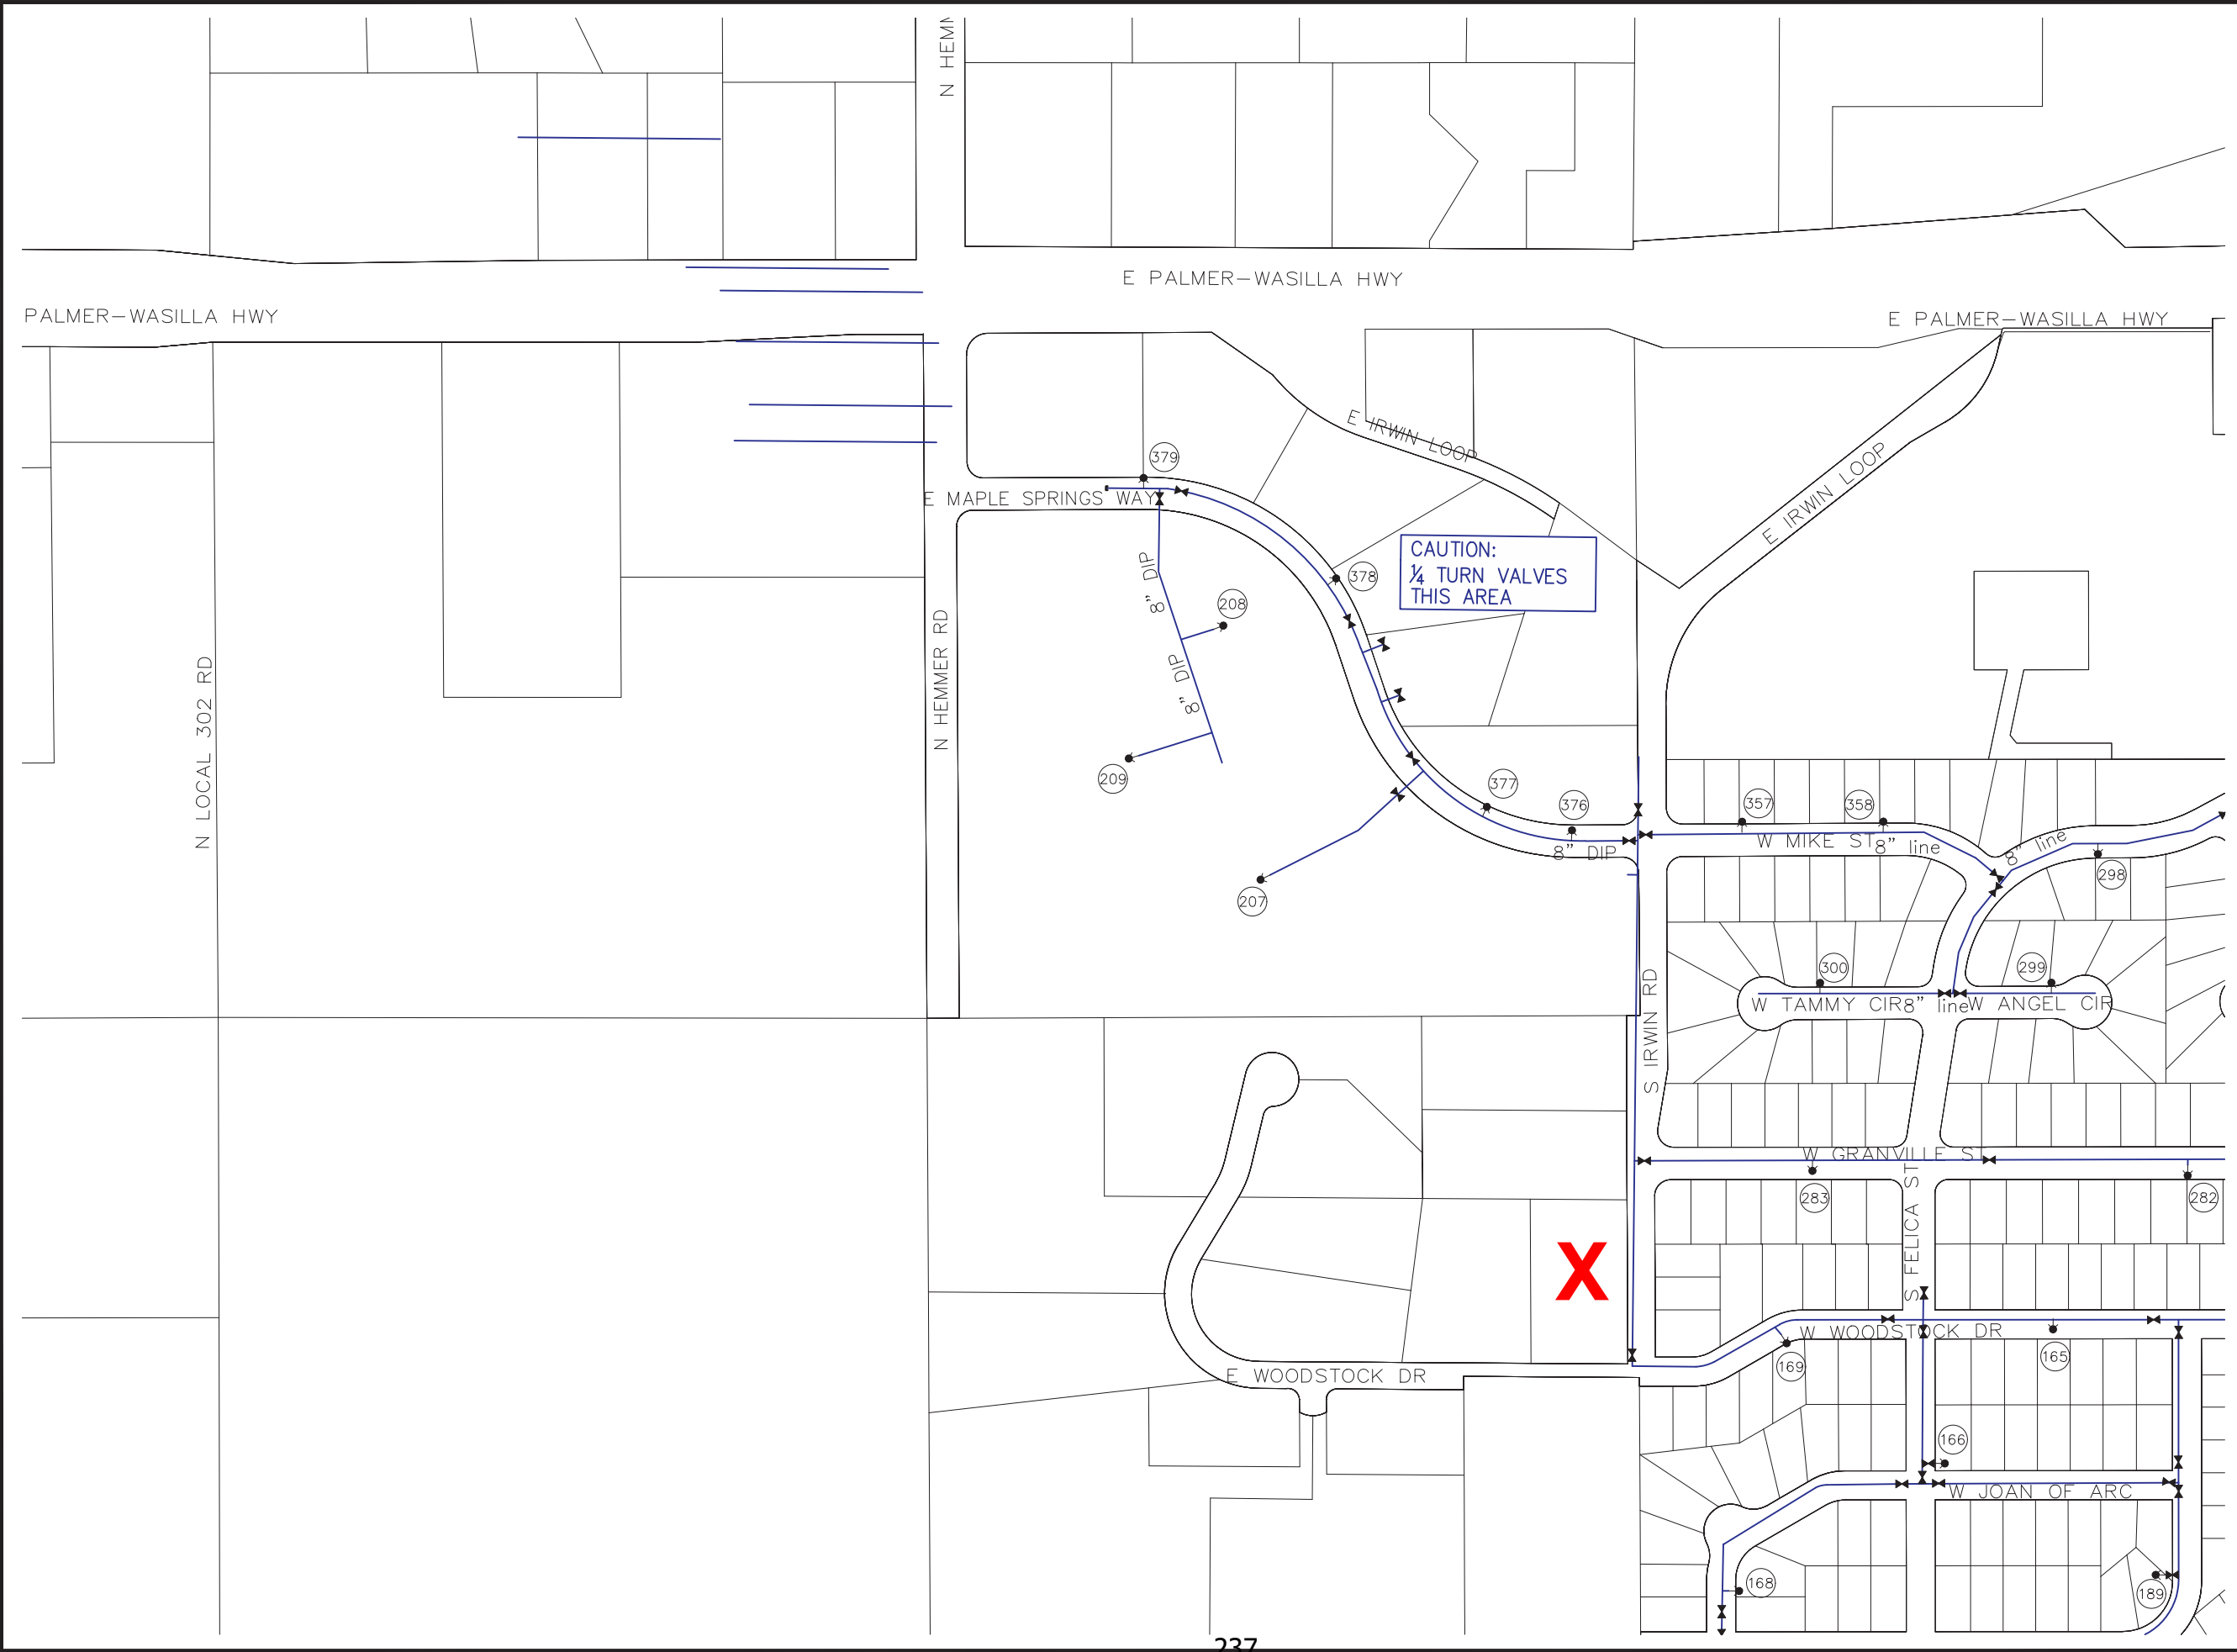 N HEMM
E PALMER-WASILLA HWY
PALMER-WASILLA HWY
E PALMER-WASILLA HWY
E IRWIN LOOP
E IRWIN LOOP
379
E MAPLE SPRINGS WAY
CAUTION:
¼ TURN VALVES
THIS AREA
378
8" DIP
208
8" DIP
N HEMMER RD
N LOCAL 302 RD
209
377
376
357
358
8" DIP
W MIKE ST
8" line
8" line
298
207
300
299
W TAMMY CIR
8" line
W ANGEL CIR
S IRWIN RD
W GRANVILLE ST
283
282
S FELICA ST
X
W WOODSTOCK DR
169
165
E WOODSTOCK DR
166
W JOAN OF ARC
168
189
237